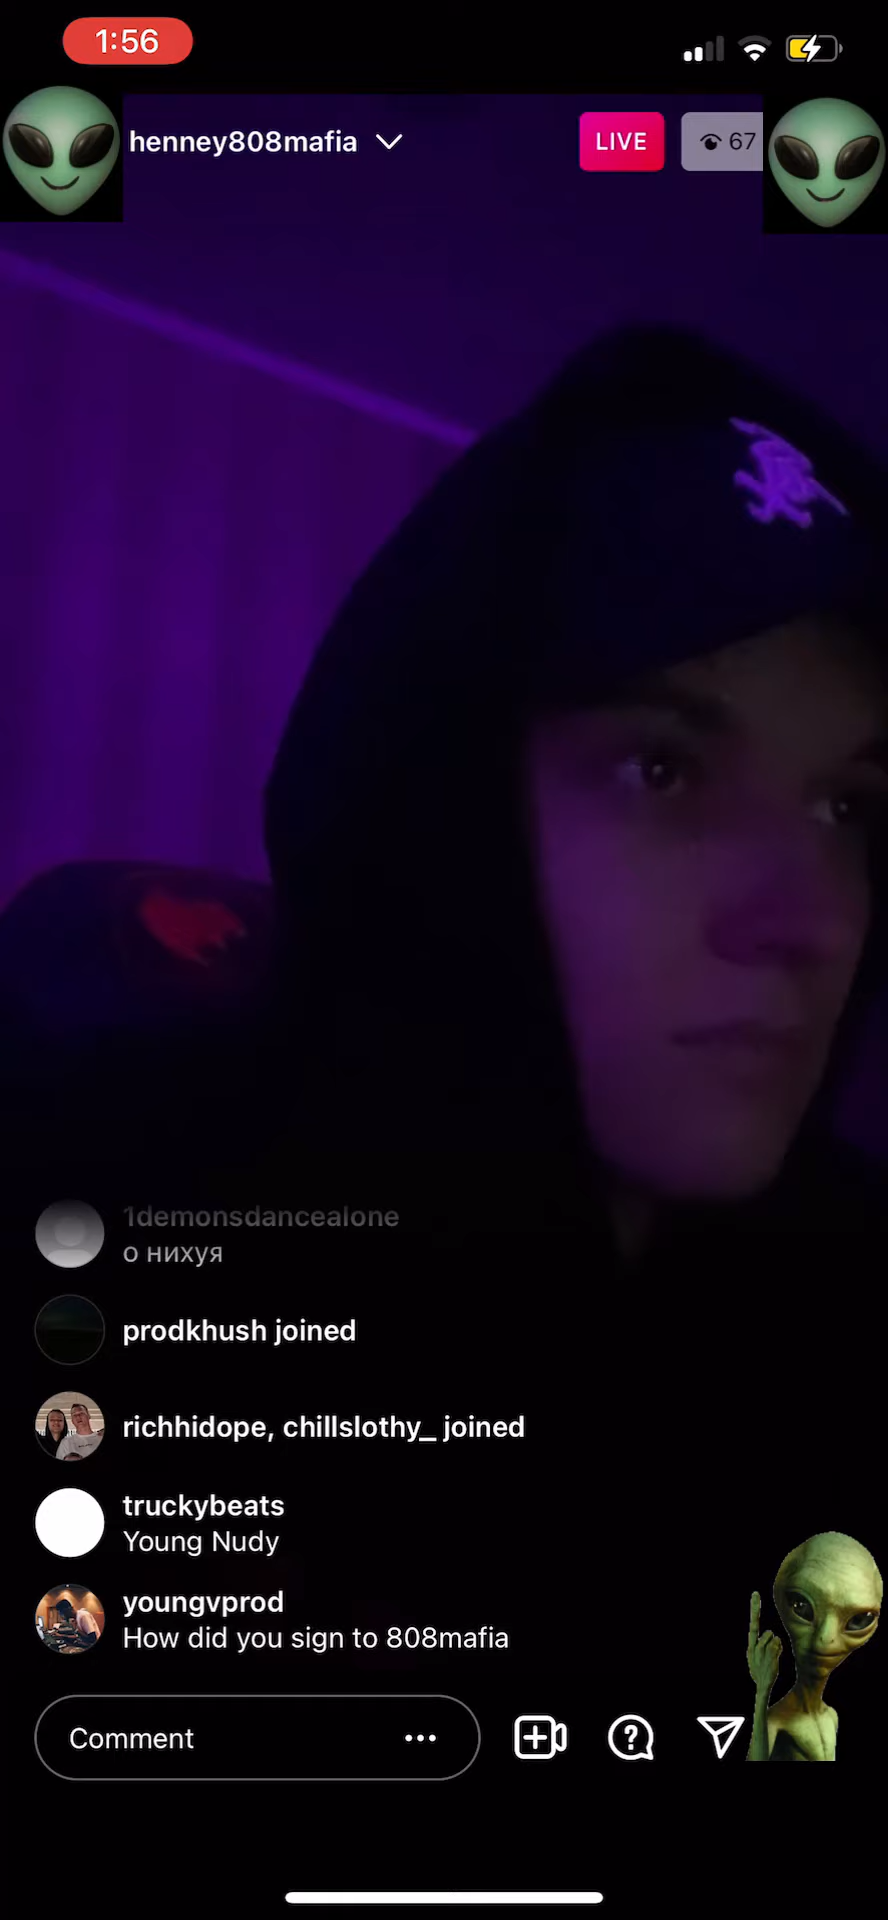 1:56
henney808mafia
LIVE
67
1demonsdancealone
о нихуя
prodkhush joined
richhidope, chillslothy_ joined
truckybeats
Young Nudy
youngvprod
How did you sign to 808mafia
Comment